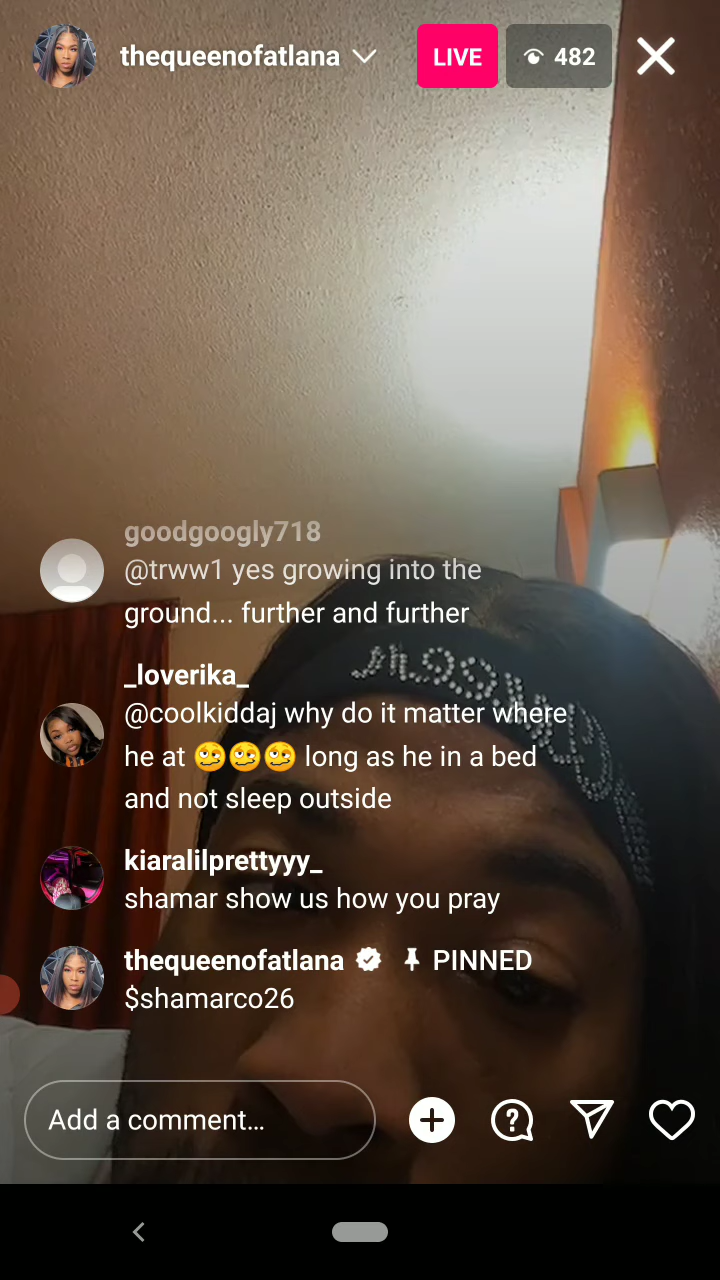 thequeenofatlana
LIVE
482
goodgoogly718
@trww1 yes growing into the
ground... further and further
_loverika_
@coolkiddaj why do it matter where
he at 🥴🥴🥴 long as he in a bed
and not sleep outside
kiaralilprettyyy_
shamar show us how you pray
thequeenofatlana PINNED
$shamarco26
Add a comment...